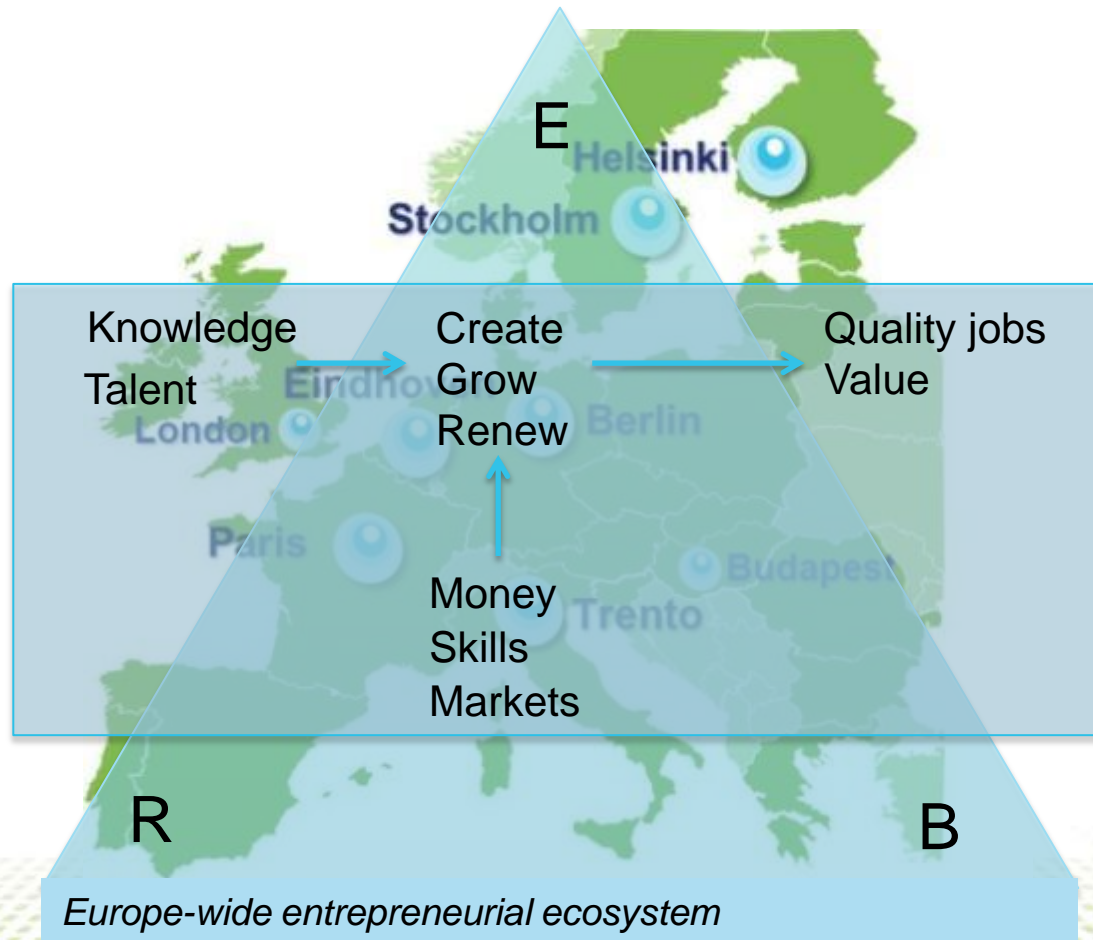 E
Helsinki
Stockholm
Knowledge
Talent
Create
Grow
Renew
Quality jobs
Value
Eindhoven
London
Berlin
Paris
Budapest
Money
Skills
Markets
Trento
R
B
Europe-wide entrepreneurial ecosystem